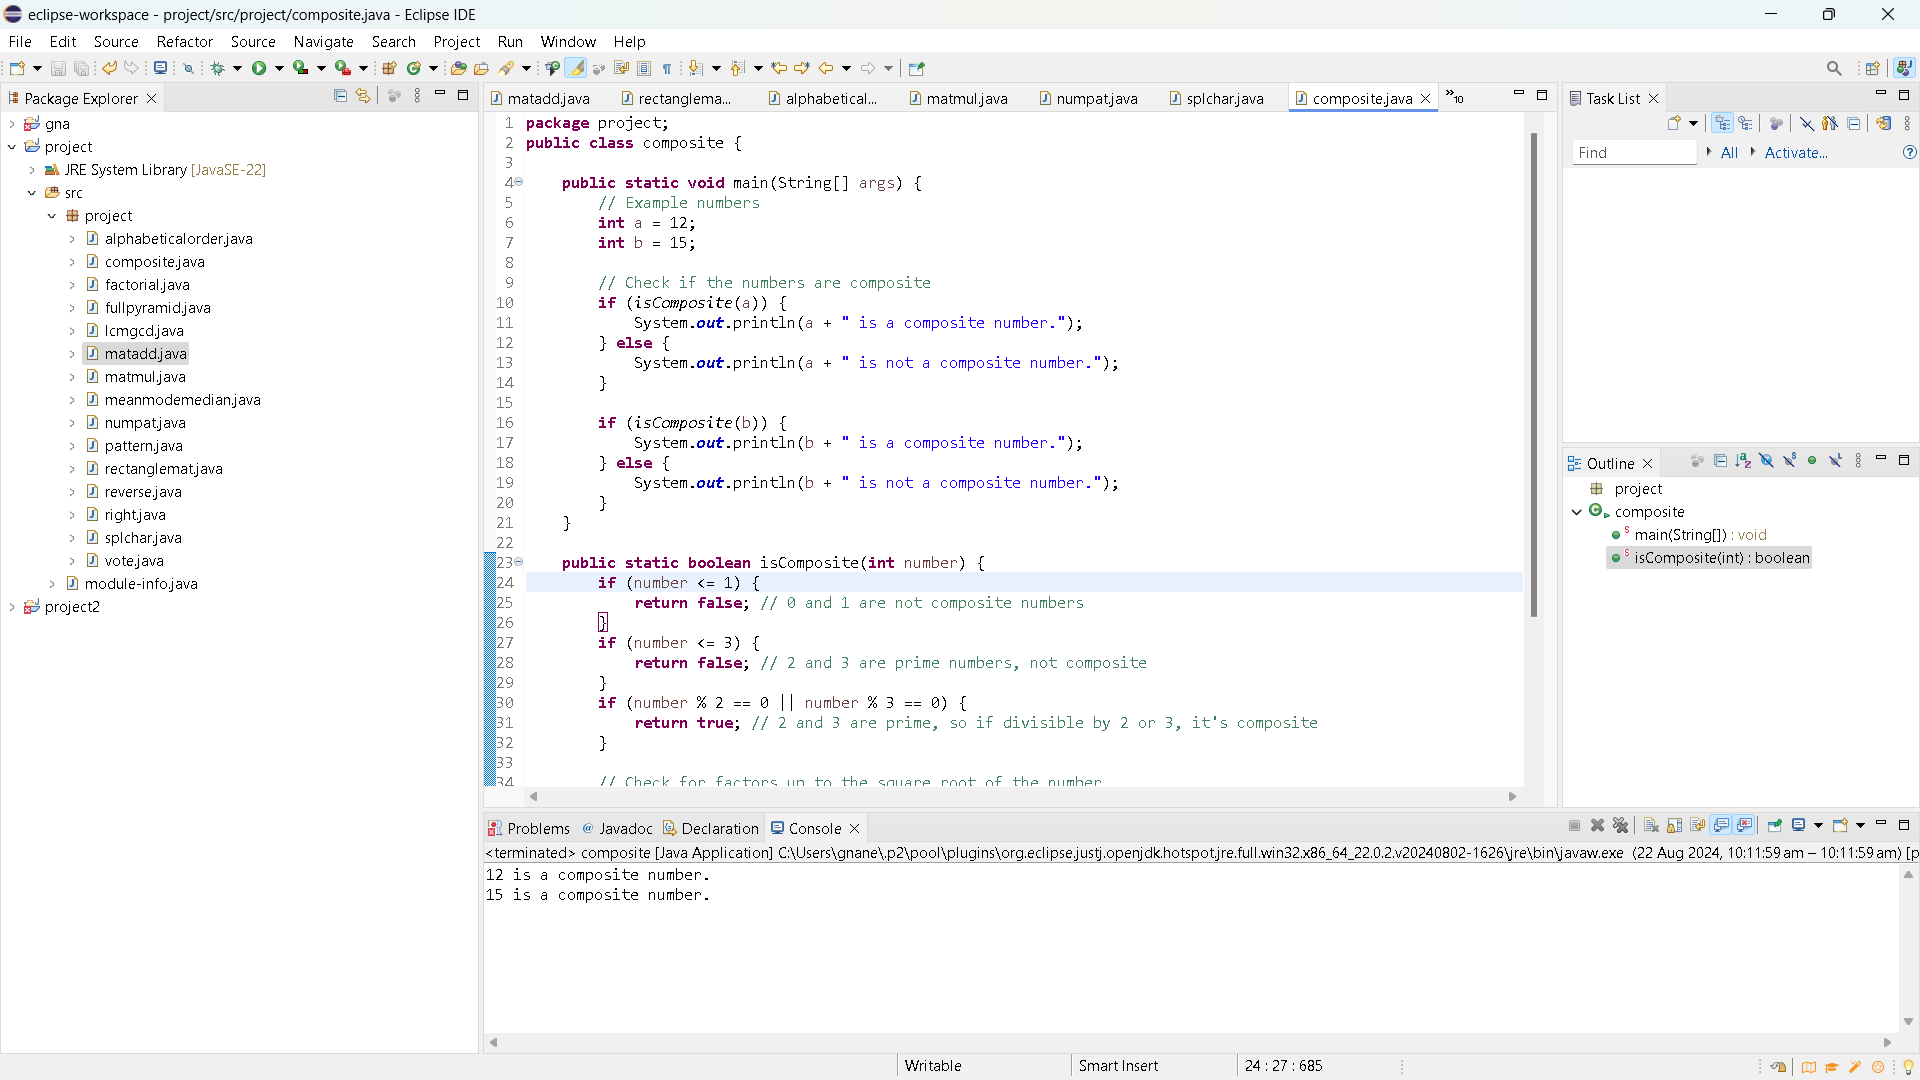 eclipse-workspace - project/src/project/composite.java - Eclipse IDE
File Edit Source Refactor Source Navigate Search Project Run Window Help
Package Explorer
gna
project
JRE System Library [JavaSE-22]
src
project
alphabeticalorder.java
composite.java
factorial.java
fullpyramid.java
lcmgcd.java
matadd.java
matmul.java
meanmodemedian.java
numpat.java
pattern.java
rectanglemat.java
reverse.java
right.java
splchar.java
vote.java
module-info.java
project2
matadd.java rectanglema... alphabetical... matmul.java numpat.java splchar.java composite.java »10
1 package project;
2 public class composite {
3
4 public static void main(String[] args) {
5 // Example numbers
6 int a = 12;
7 int b = 15;
8
9 // Check if the numbers are composite
10 if (isComposite(a)) {
11 System.out.println(a + " is a composite number.");
12 } else {
13 System.out.println(a + " is not a composite number.");
14 }
15
16 if (isComposite(b)) {
17 System.out.println(b + " is a composite number.");
18 } else {
19 System.out.println(b + " is not a composite number.");
20 }
21 }
22
23 public static boolean isComposite(int number) {
24 if (number <= 1) {
25 return false; // 0 and 1 are not composite numbers
26 }
27 if (number <= 3) {
28 return false; // 2 and 3 are prime numbers, not composite
29 }
30 if (number % 2 == 0 || number % 3 == 0) {
31 return true; // 2 and 3 are prime, so if divisible by 2 or 3, it's composite
32 }
33
34 // Check for factors up to the square root of the number
Task List
Find All Activate...
Outline
project
composite
main(String[]) : void
isComposite(int) : boolean
Problems @ Javadoc Declaration Console
<terminated> composite [Java Application] C:\Users\gnane\.p2\pool\plugins\org.eclipse.justj.openjdk.hotspot.jre.full.win32.x86_64_22.0.2.v20240802-1626\jre\bin\javaw.exe (22 Aug 2024, 10:11:59 am – 10:11:59 am) [p
12 is a composite number.
15 is a composite number.
Writable Smart Insert 24 : 27 : 685